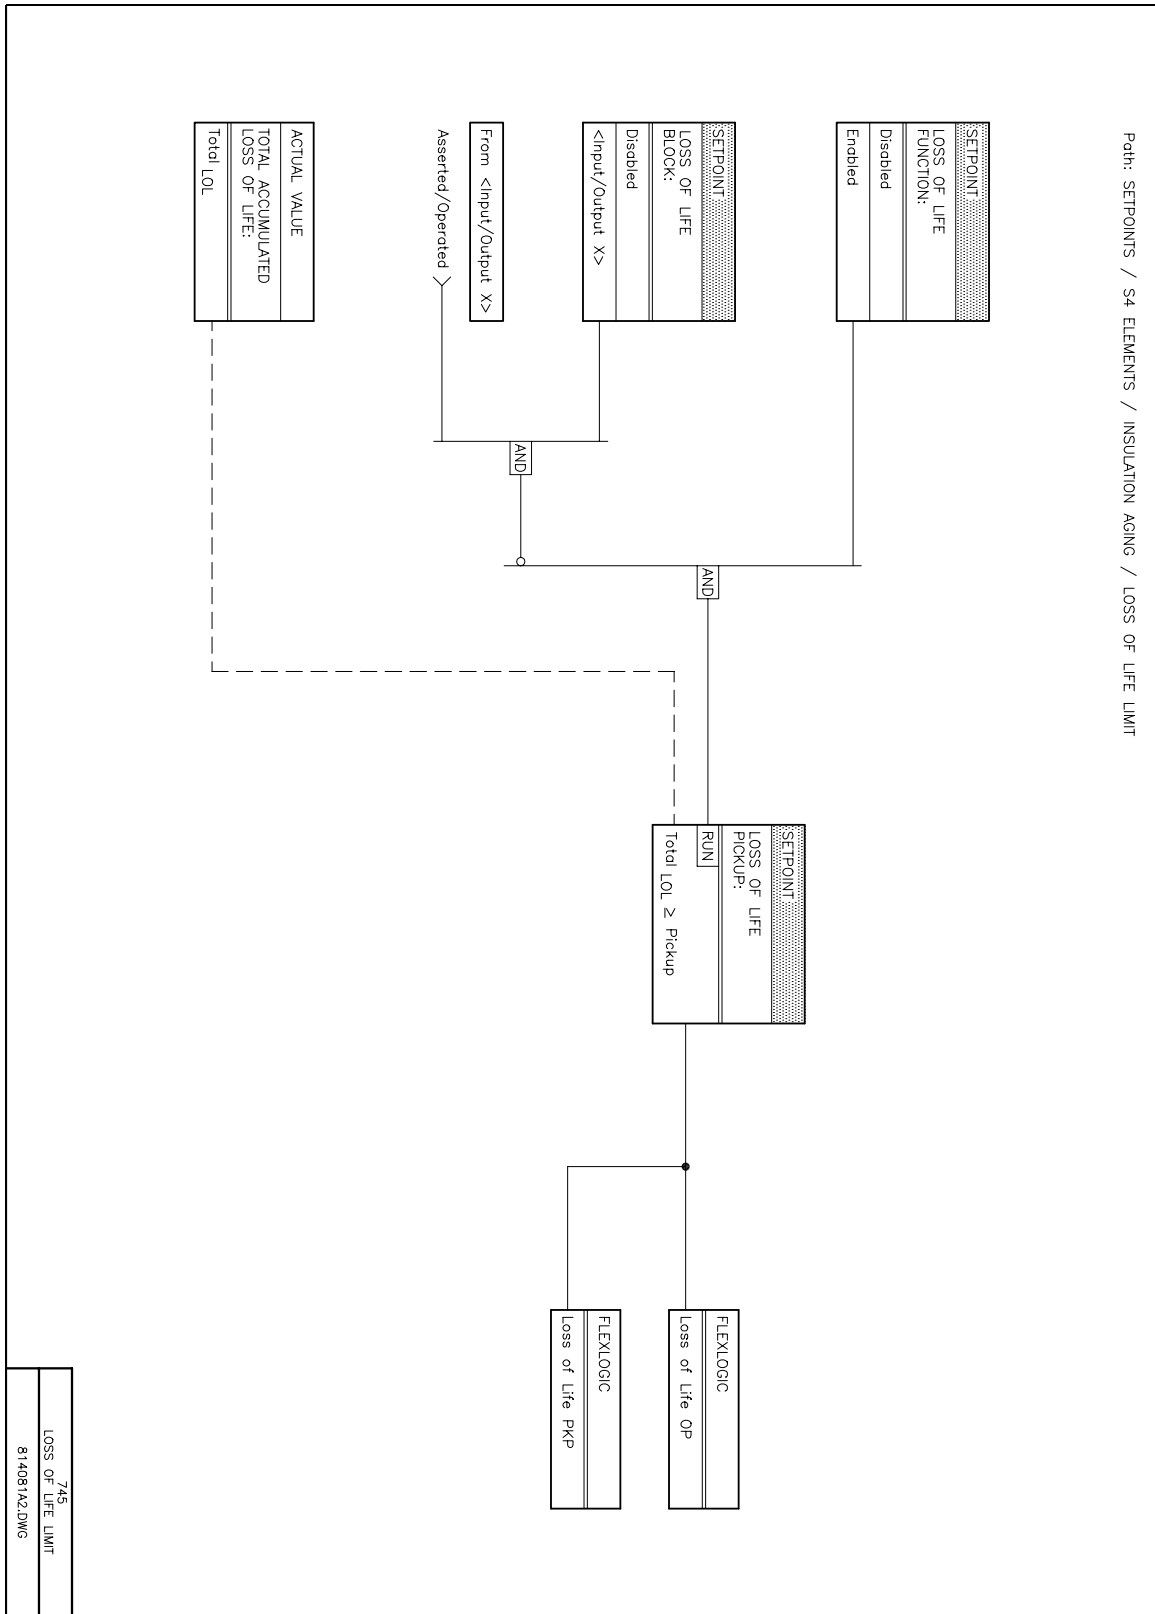 Path: SETPOINTS / S4 ELEMENTS / INSULATION AGING / LOSS OF LIFE LIMIT
SETPOINT
LOSS OF LIFE
FUNCTION:
Disabled
Enabled
SETPOINT
LOSS OF LIFE
BLOCK:
Disabled
<Input/Output X>
From <Input/Output X>
Asserted/Operated
ACTUAL VALUE
TOTAL ACCUMULATED
LOSS OF LIFE:
Total LOL
AND
AND
SETPOINT
LOSS OF LIFE
PICKUP:
RUN
Total LOL ≥ Pickup
FLEXLOGIC
Loss of Life OP
FLEXLOGIC
Loss of Life PKP
745
LOSS OF LIFE LIMIT
814081A2.DWG